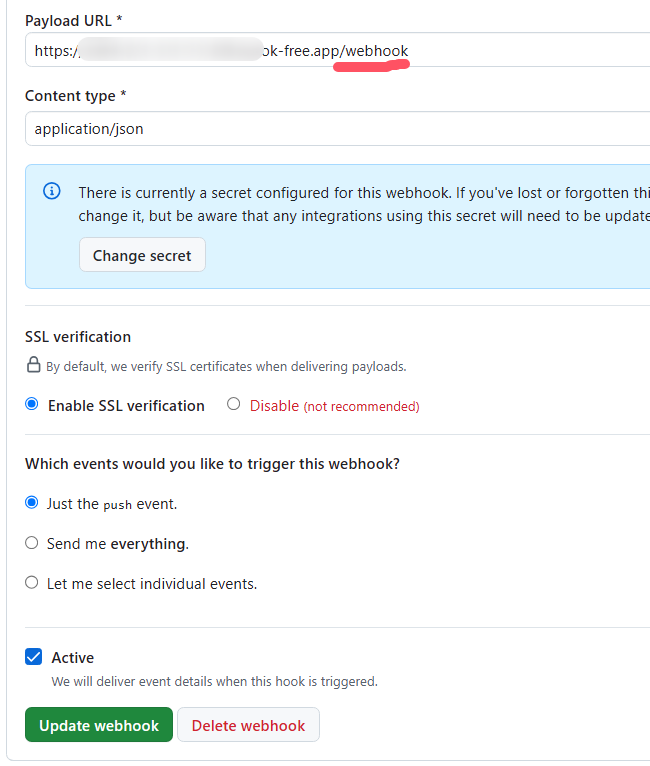 Payload URL *
https:/ ok-free.app/webhook
Content type *
application/json
There is currently a secret configured for this webhook. If you've lost or forgotten thi
change it, but be aware that any integrations using this secret will need to be update
Change secret
SSL verification
By default, we verify SSL certificates when delivering payloads.
Enable SSL verification Disable (not recommended)
Which events would you like to trigger this webhook?
Just the push event.
Send me everything.
Let me select individual events.
Active
We will deliver event details when this hook is triggered.
Update webhook Delete webhook